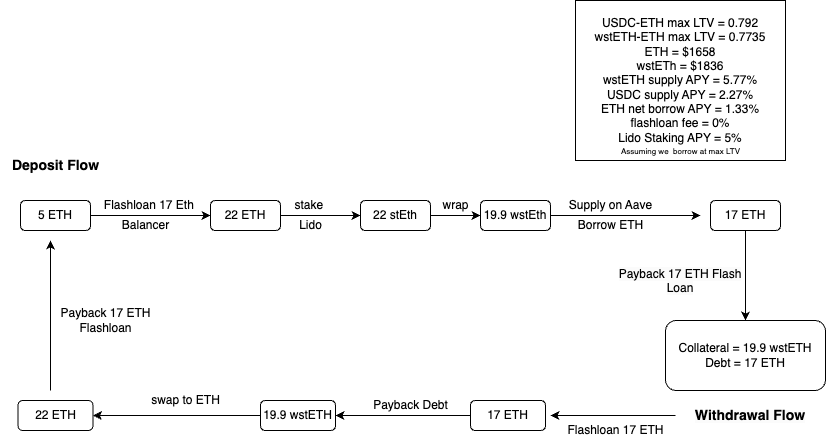 USDC-ETH max LTV = 0.792
wstETH-ETH max LTV = 0.7735
ETH = $1658
wstETh = $1836
wstETH supply APY = 5.77%
USDC supply APY = 2.27%
ETH net borrow APY = 1.33%
flashloan fee = 0%
Lido Staking APY = 5%
Assuming we borrow at max LTV
Deposit Flow
5 ETH
Flashloan 17 Eth
Balancer
22 ETH
stake
Lido
22 stEth
wrap
19.9 wstEth
Supply on Aave
Borrow ETH
17 ETH
Payback 17 ETH Flash
Loan
Collateral = 19.9 wstETH
Debt = 17 ETH
Withdrawal Flow
Flashloan 17 ETH
17 ETH
Payback Debt
19.9 wstETH
swap to ETH
22 ETH
Payback 17 ETH
Flashloan